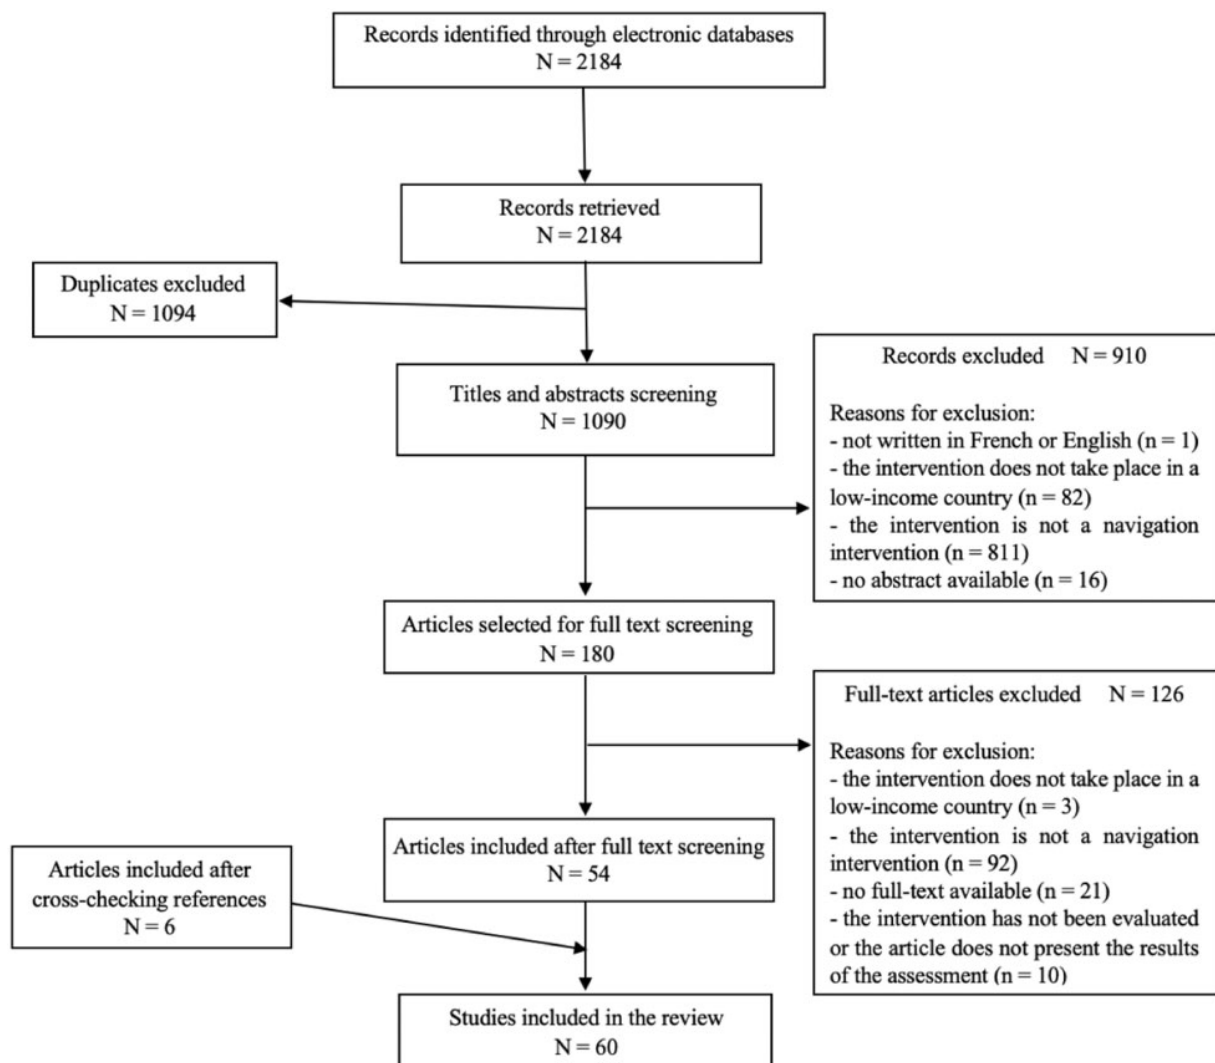 Records identified through electronic databases
N = 2184
Records retrieved
N = 2184
Duplicates excluded
N = 1094
Titles and abstracts screening
N = 1090
Records excluded N = 910
Reasons for exclusion:
- not written in French or English (n = 1)
- the intervention does not take place in a
low-income country (n = 82)
- the intervention is not a navigation
intervention (n = 811)
- no abstract available (n = 16)
Articles selected for full text screening
N = 180
Full-text articles excluded N = 126
Reasons for exclusion:
- the intervention does not take place in a
low-income country (n = 3)
- the intervention is not a navigation
intervention (n = 92)
- no full-text available (n = 21)
- the intervention has not been evaluated
or the article does not present the results
of the assessment (n = 10)
Articles included after full text screening
N = 54
Articles included after
cross-checking references
N = 6
Studies included in the review
N = 60